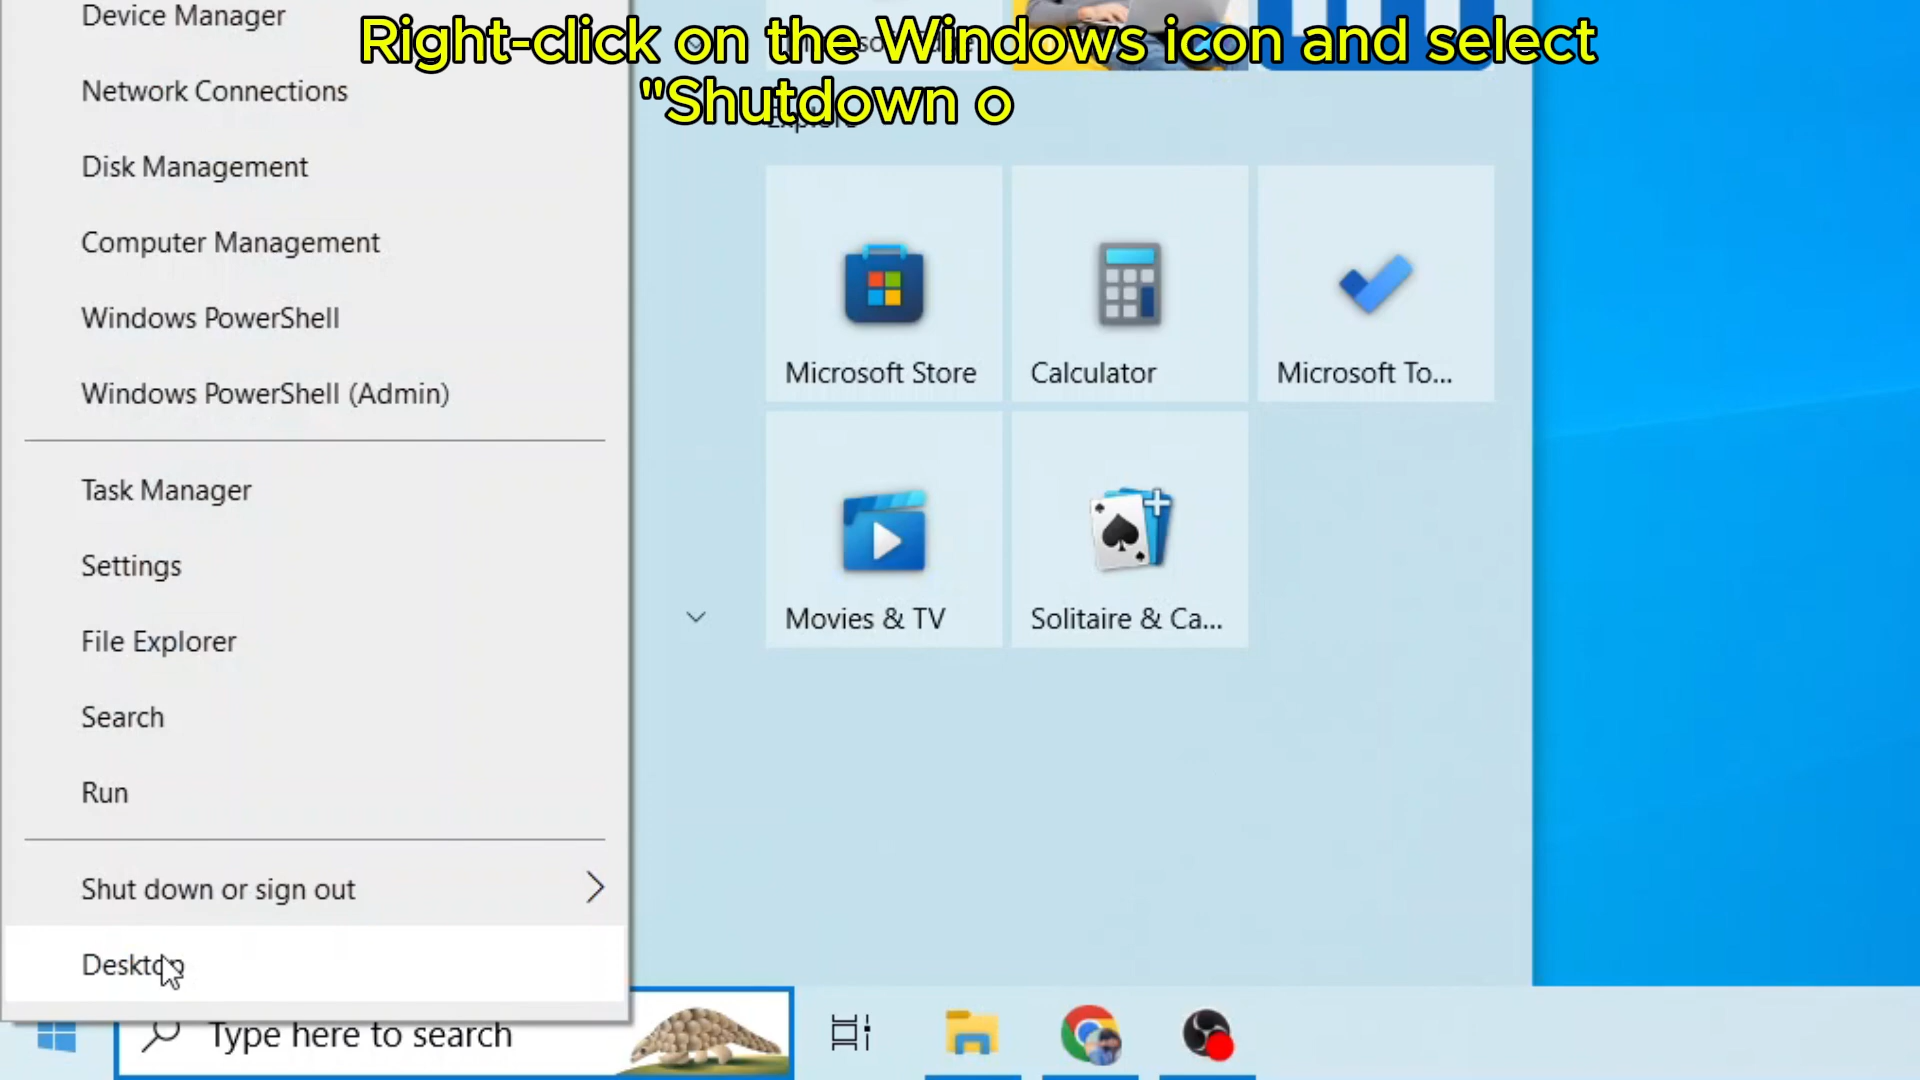 Device Manager
Right-click on the Windows icon and select
"Shutdown o
Network Connections
Disk Management
Computer Management
Windows PowerShell
Windows PowerShell (Admin)
Task Manager
Settings
File Explorer
Search
Run
Shut down or sign out
Desktop
Type here to search
Explore
Microsoft Store
Calculator
Microsoft To...
Movies & TV
Solitaire & Ca...